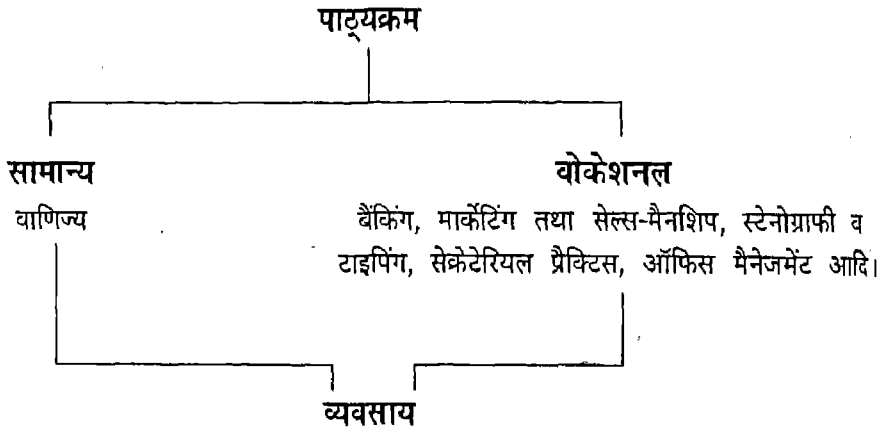 पाठ्यक्रम
सामान्य
वोकेशनल
वाणिज्य
बैंकिंग, मार्केटिंग तथा सेल्स-मैनशिप, स्टेनोग्राफी व
टाइपिंग, सेक्रेटेरियल प्रैक्टिस, ऑफिस मैनेजमेंट आदि।
व्यवसाय